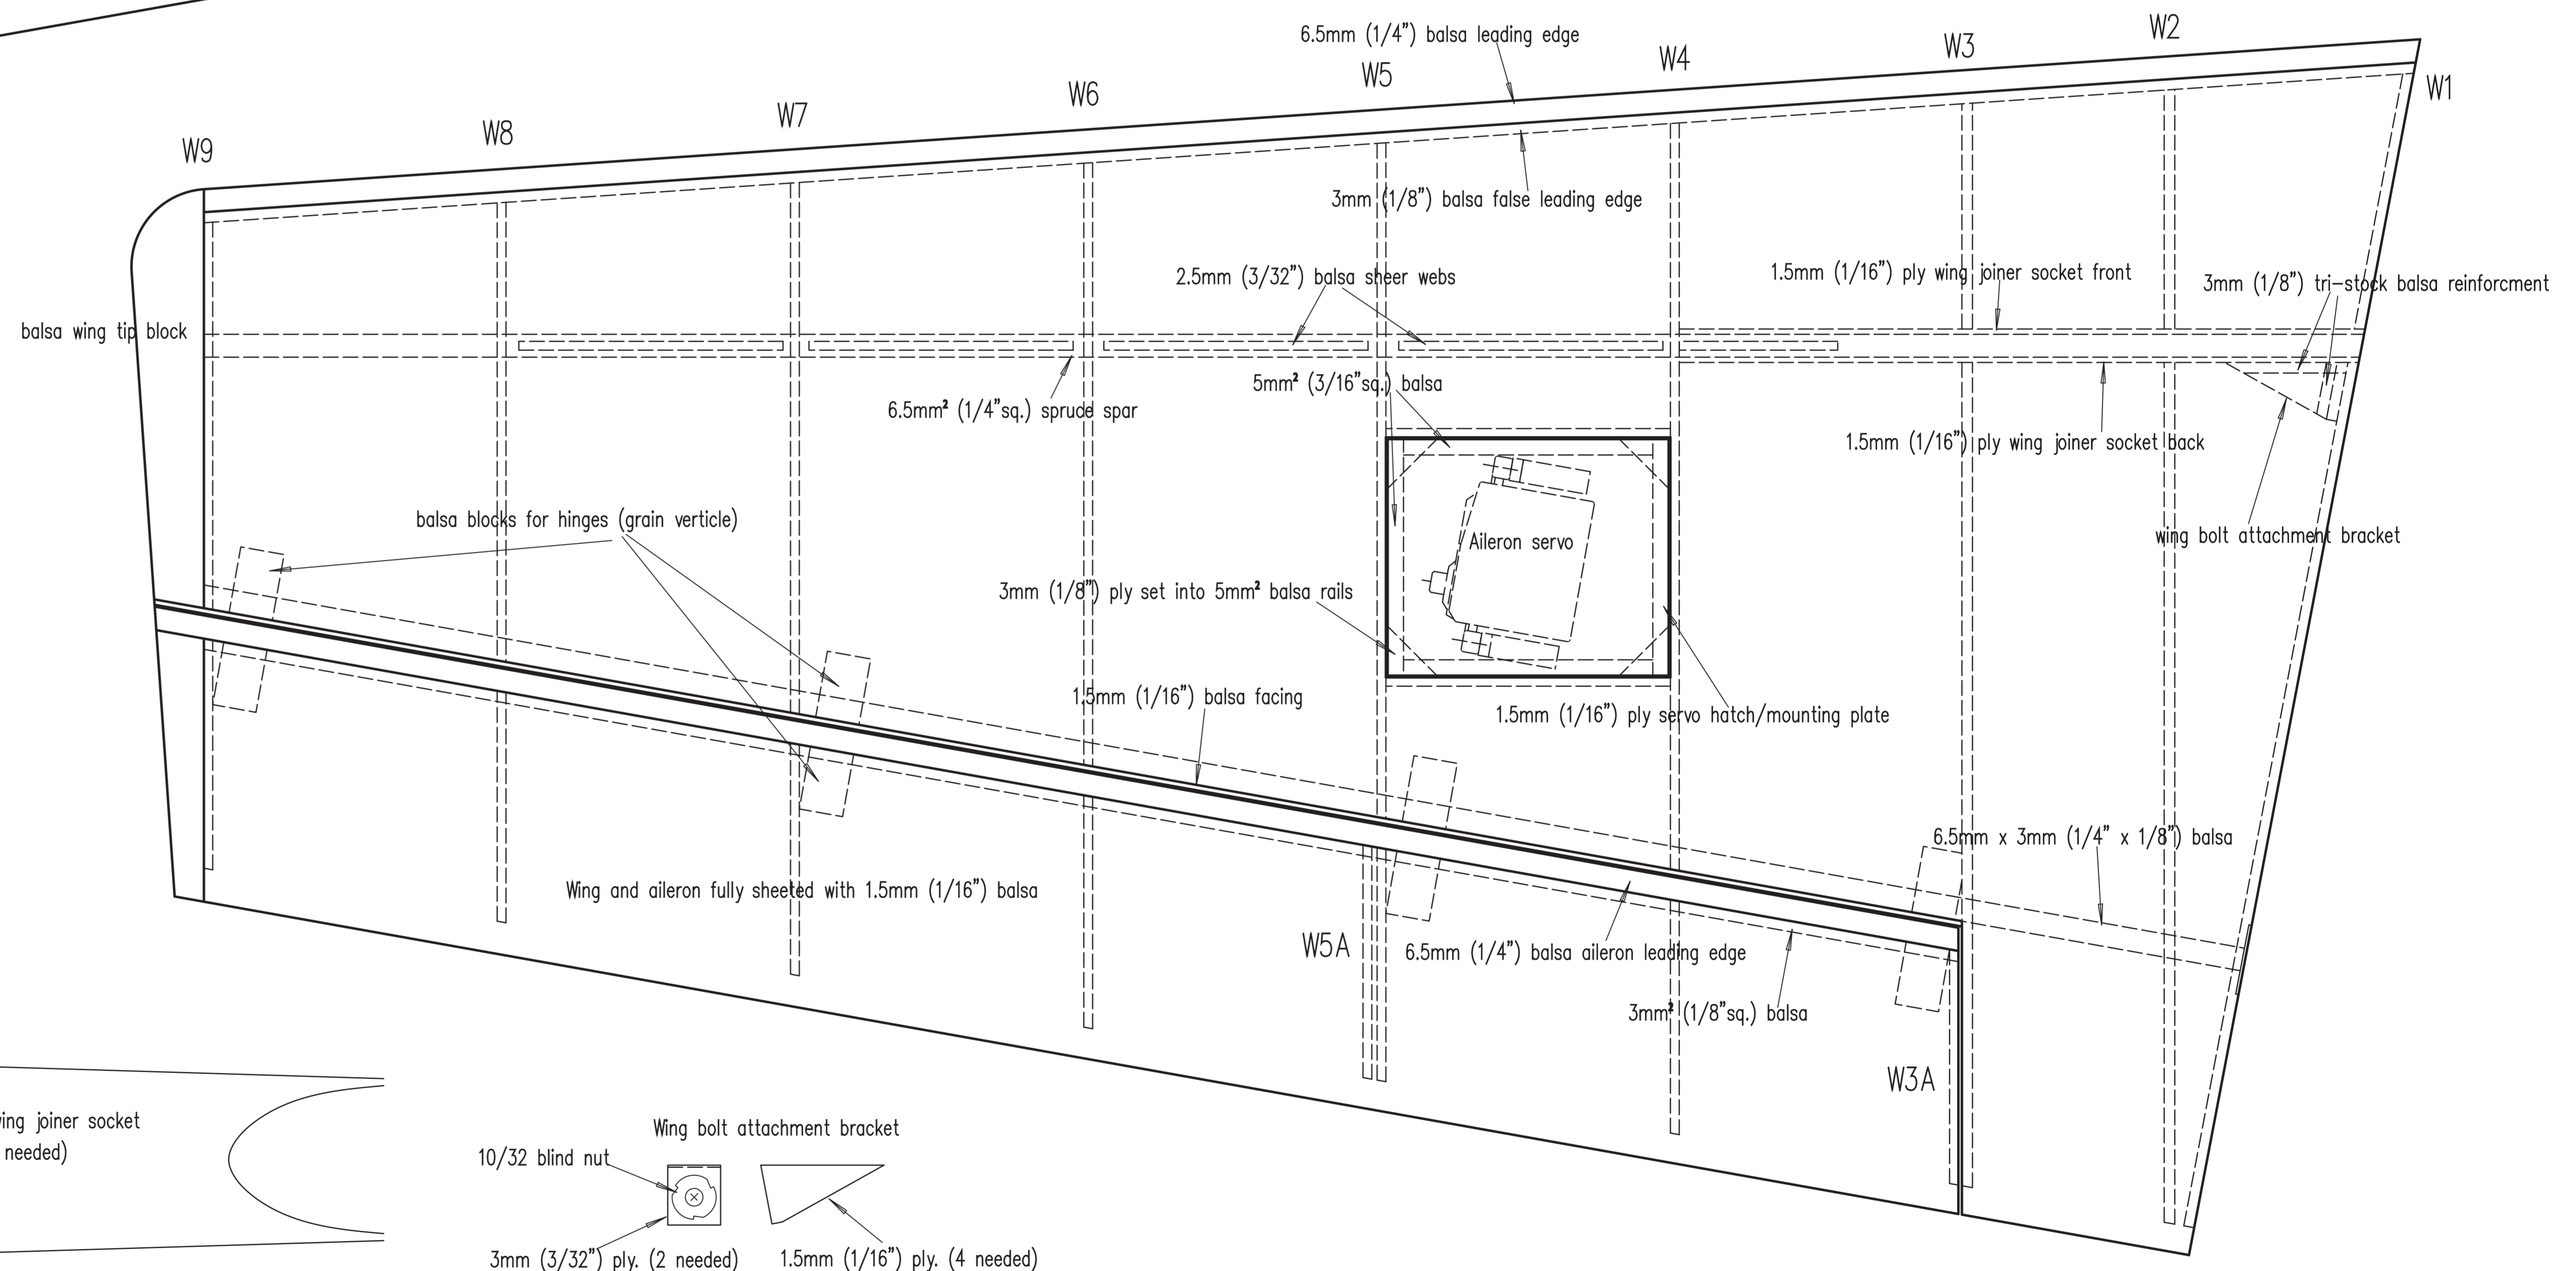 6.5mm (1/4”) balsa leading edge
W9
W8
W7
W6
W5
W4
W3
W2
W1
3mm (1/8”) balsa false leading edge
2.5mm (3/32”) balsa sheer webs
1.5mm (1/16”) ply wing joiner socket front
3mm (1/8”) tri-stock balsa reinforcment
balsa wing tip block
6.5mm² (1/4”sq.) spruce spar
5mm² (3/16”sq.) balsa
1.5mm (1/16”) ply wing joiner socket back
balsa blocks for hinges (grain verticle)
Aileron servo
wing bolt attachment bracket
3mm (1/8”) ply set into 5mm² balsa rails
1.5mm (1/16”) balsa facing
1.5mm (1/16”) ply servo hatch/mounting plate
6.5mm x 3mm (1/4” x 1/8”) balsa
Wing and aileron fully sheeted with 1.5mm (1/16”) balsa
W5A
6.5mm (1/4”) balsa aileron leading edge
3mm² (1/8”sq.) balsa
W3A
wing joiner socket
needed)
Wing bolt attachment bracket
10/32 blind nut
3mm (3/32”) ply. (2 needed)
1.5mm (1/16”) ply. (4 needed)